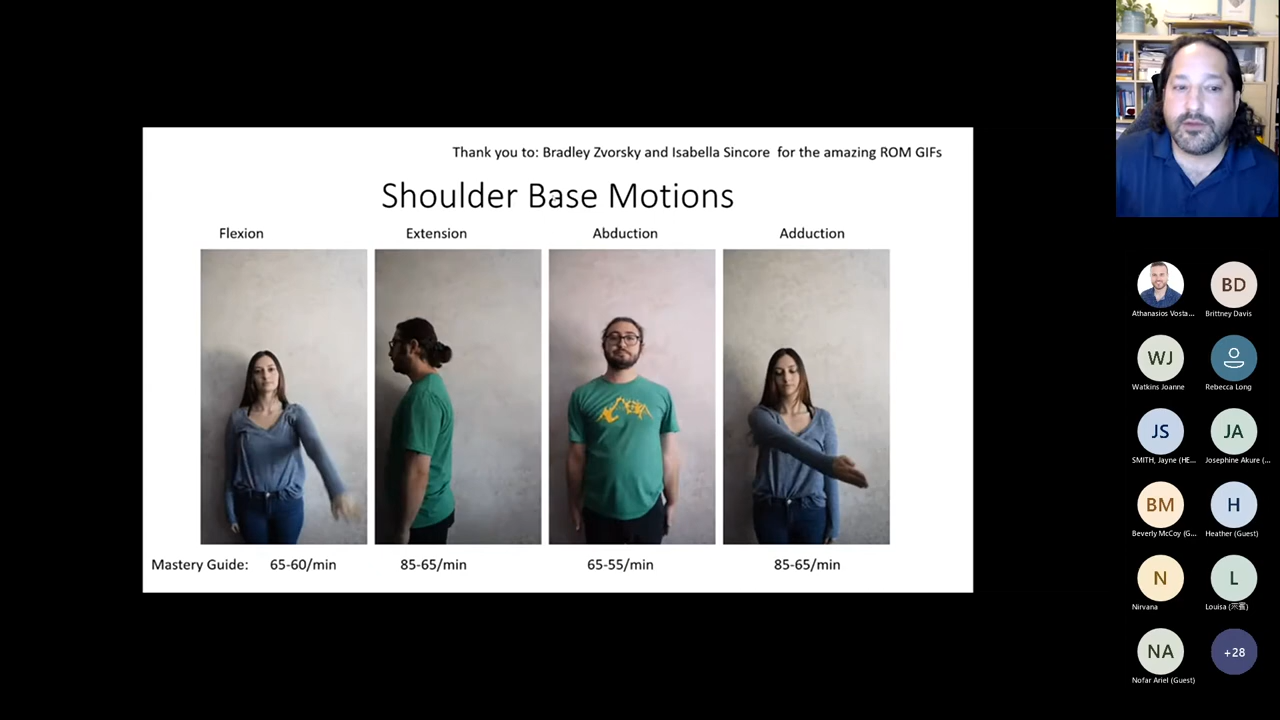 Thank you to: Bradley Zvorsky and Isabella Sincore for the amazing ROM GIFs
Shoulder Base Motions
Flexion Extension Abduction Adduction
Mastery Guide: 65-60/min 85-65/min 65-55/min 85-65/min
BD
Athanasios Vosta... Brittney Davis
WJ
Watkins Joanne Rebecca Long
JS JA
SMITH, Jayne (HE... Josephine Akure (...
BM H
Beverly McCoy (G... Heather (Guest)
N L
Nirvana Louisa (来賓)
NA +28
Nofar Ariel (Guest)